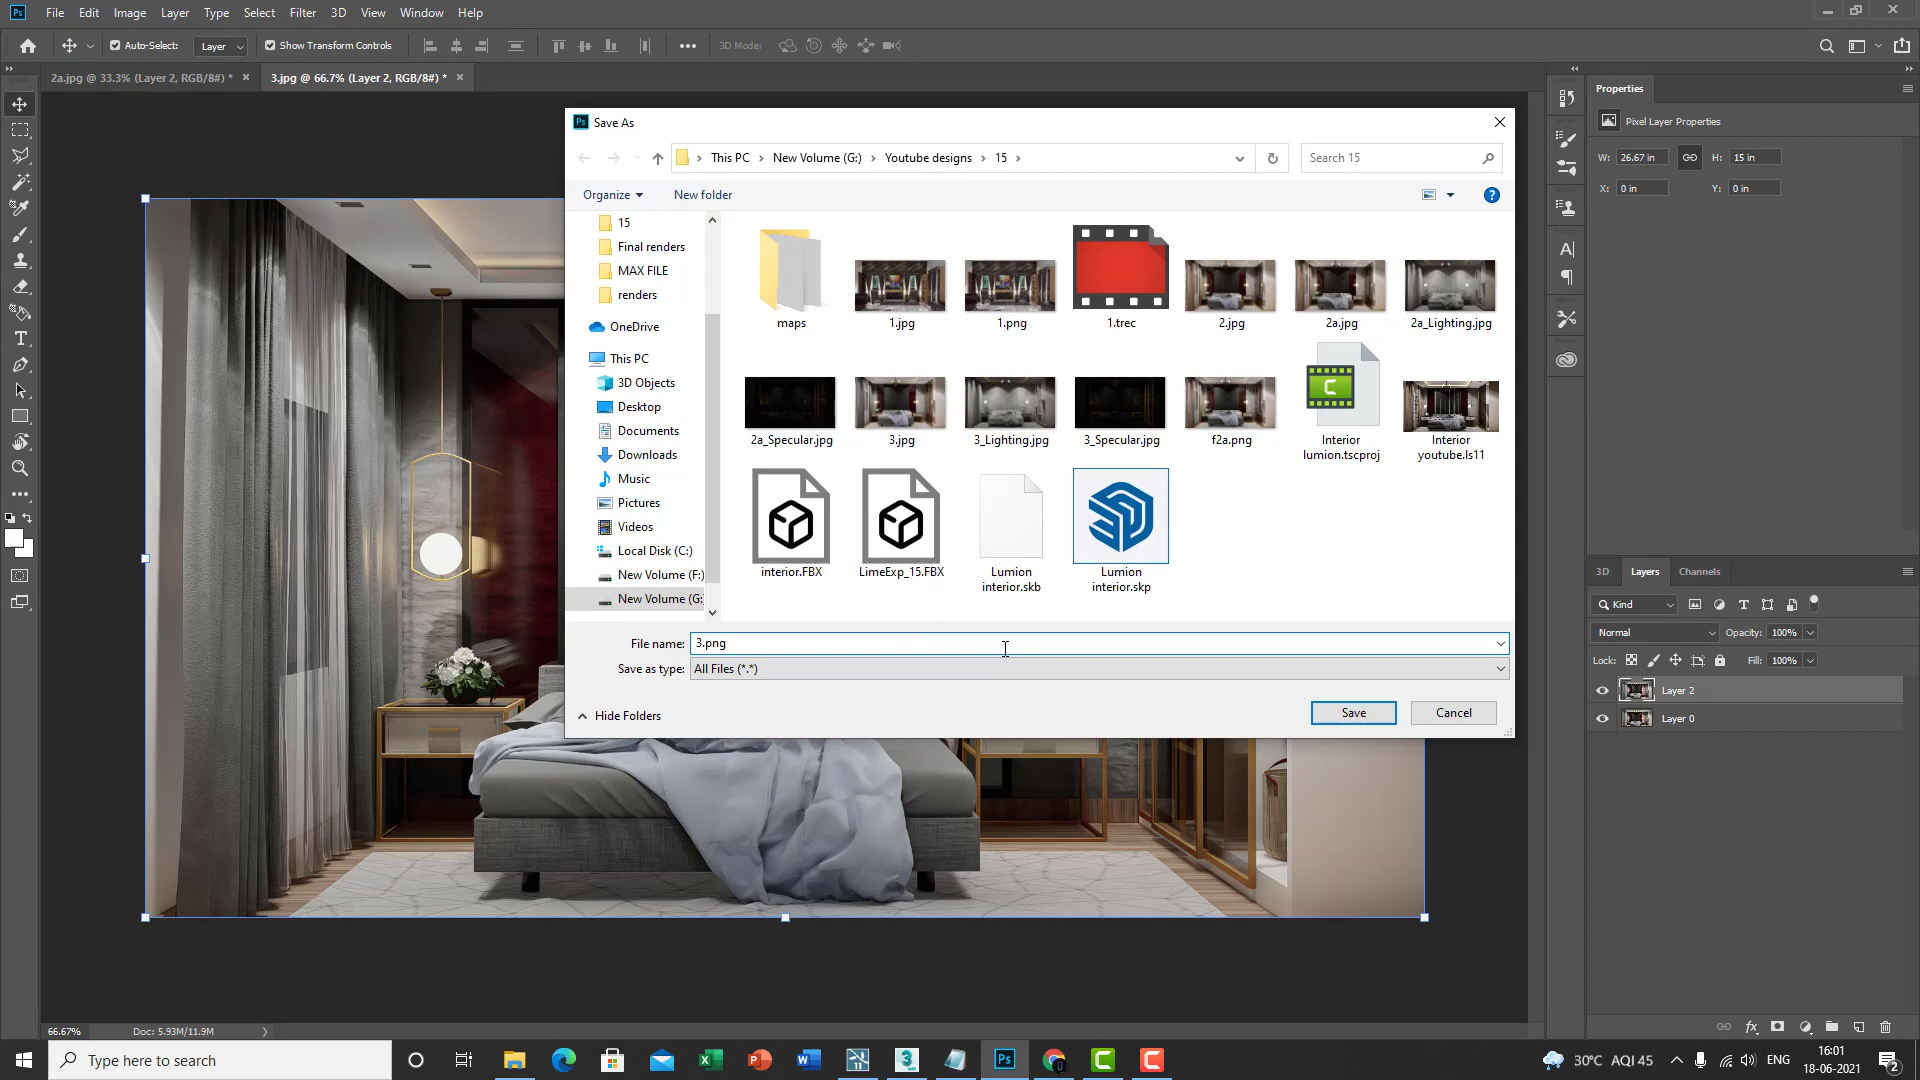 Ps File Edit Image Layer Type Select Filter 3D View Window Help
Auto-Select: Layer Show Transform Controls 3D Mode:
2a.jpg @ 33.3% (Layer 2, RGB/8#) * 3.jpg @ 66.7% (Layer 2, RGB/8#) *
Properties
Pixel Layer Properties
W: 26.67 in H: 15 in
X: 0 in Y: 0 in
Ps Save As
This PC New Volume (G:) Youtube designs 15
Search 15
Organize New folder
15
Final renders
MAX FILE
renders
OneDrive
This PC
3D Objects
Desktop
Documents
Downloads
Music
Pictures
Videos
Local Disk (C:)
New Volume (F:)
New Volume (G:
maps 1.jpg 1.png 1.trec 2.jpg 2a.jpg 2a_Lighting.jpg
2a_Specular.jpg 3.jpg 3_Lighting.jpg 3_Specular.jpg f2a.png Interior lumion.tscproj Interior youtube.ls11
interior.FBX LimeExp_15.FBX Lumion interior.skb Lumion interior.skp
File name: 3.png
Save as type: All Files (*.*)
Hide Folders Save Cancel
3D Layers Channels
Kind
Normal Opacity: 100%
Lock: Fill: 100%
Layer 2
Layer 0
66.67% Doc: 5.93M/11.9M
Type here to search
30°C AQI 45 ENG
16:01
18-06-2021
2